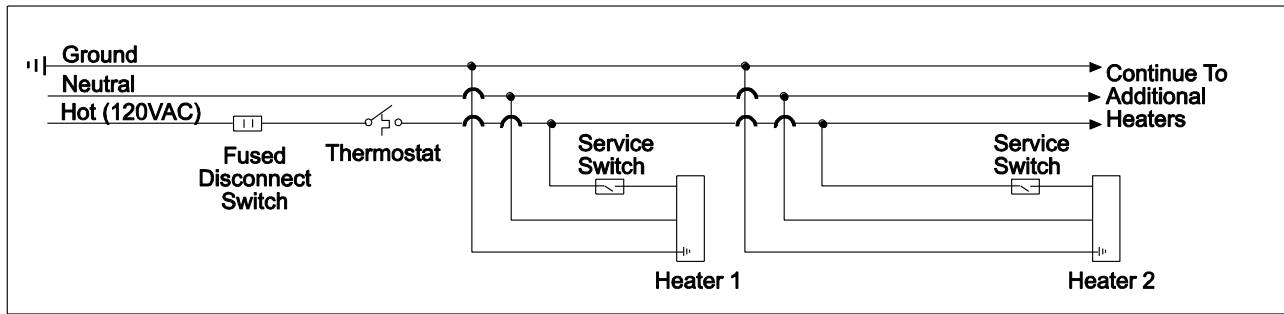 Ground
Neutral
Hot (120VAC)
Fused
Disconnect
Switch
Thermostat
Service
Switch
Heater 1
Service
Switch
Heater 2
Continue To
Additional
Heaters